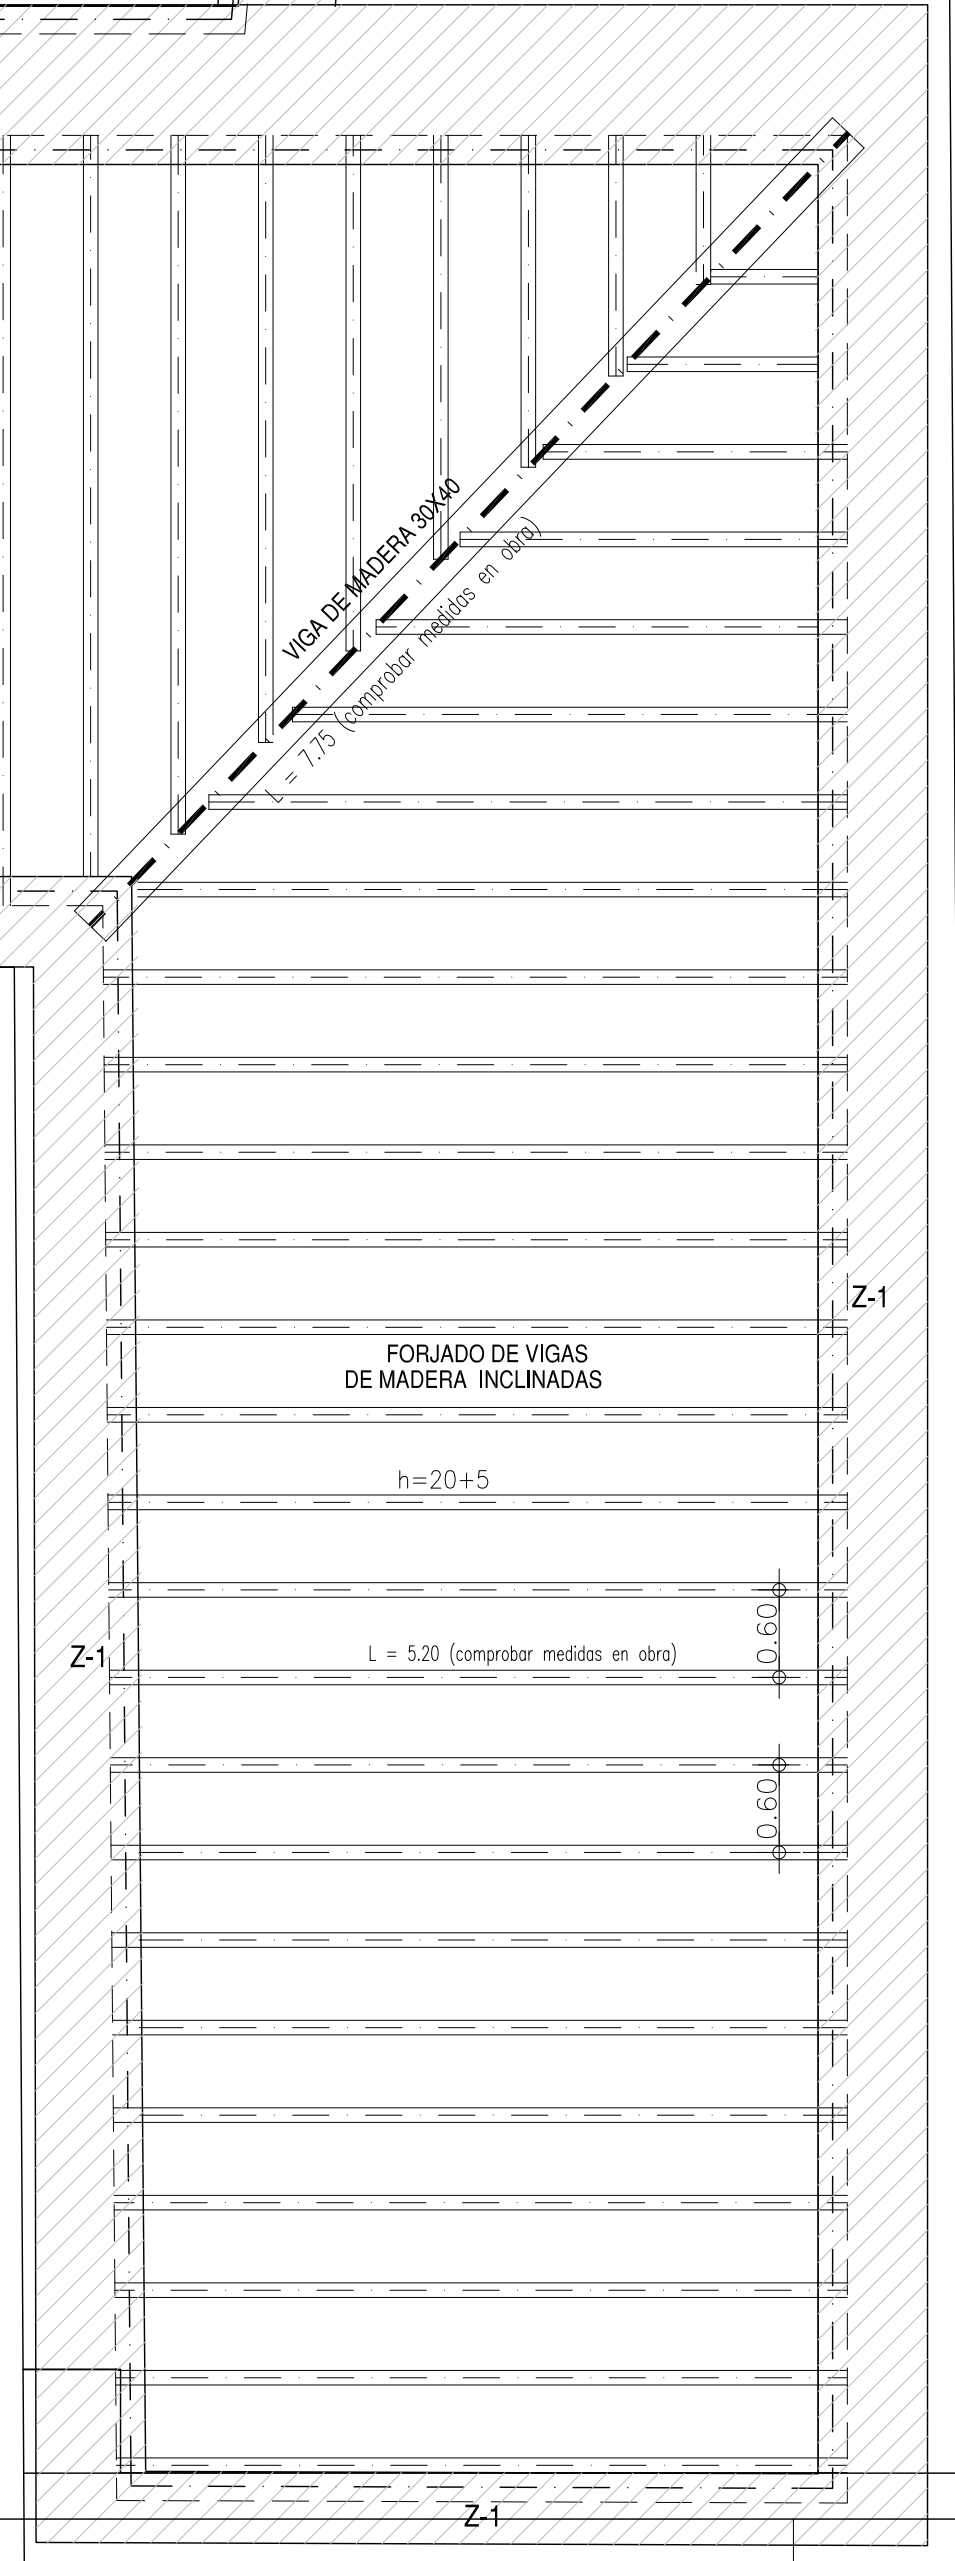 VIGA DE MADERA 30X40
L = 7.75 (comprobar medidas en obra)
Z-1
FORJADO DE VIGAS
DE MADERA INCLINADAS
h=20+5
0.60
Z-1
L = 5.20 (comprobar medidas en obra)
0.60
Z-1